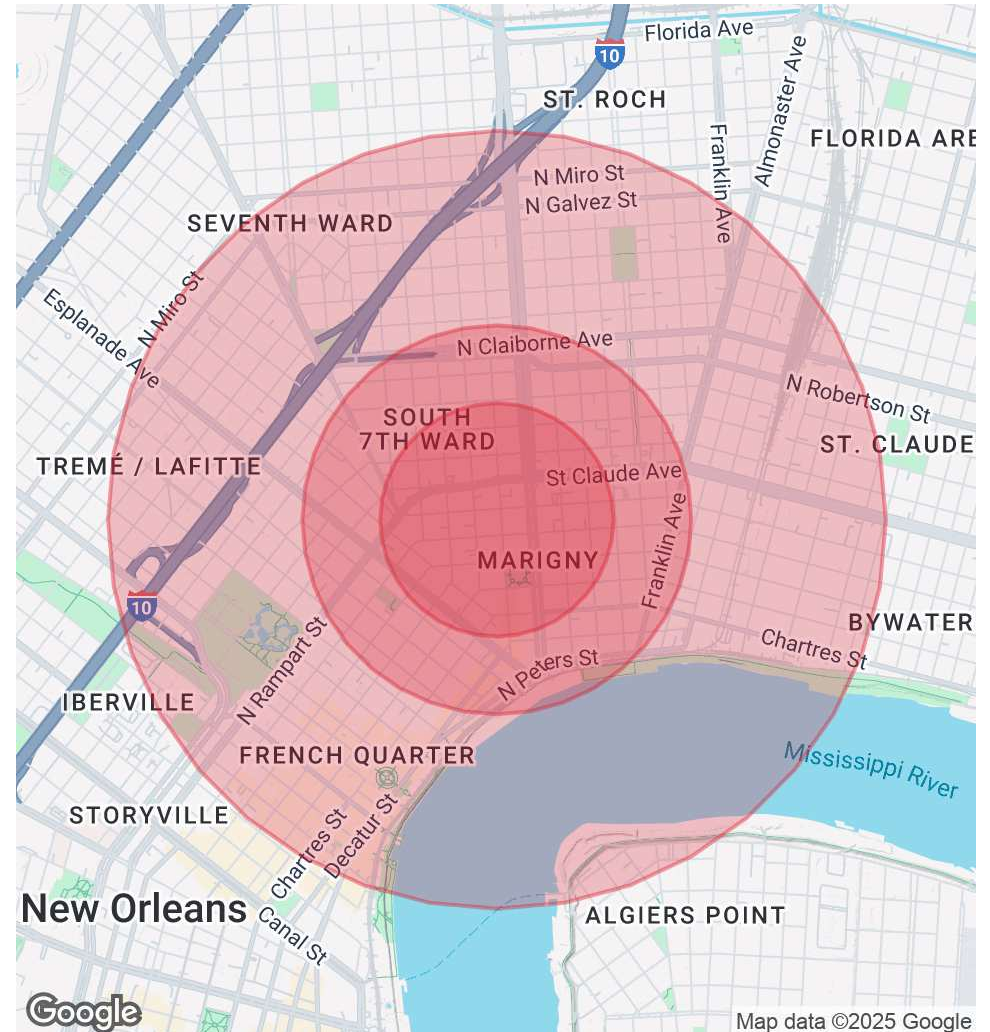 Florida Ave
10
ST. ROCH
Almonaster Ave
Franklin Ave
FLORIDA ARE
N Miro St
N Galvez St
SEVENTH WARD
N Miro St
Esplanade Ave
N Claiborne Ave
N Robertson St
SOUTH
7TH WARD
ST. CLAUDE
TREMÉ / LAFITTE
St Claude Ave
Franklin Ave
MARIGNY
10
BYWATER
Chartres St
N Rampart St
N Peters St
IBERVILLE
FRENCH QUARTER
Mississippi River
STORYVILLE
Chartres St
Decatur St
New Orleans
Canal St
ALGIERS POINT
Google
Map data ©2025 Google